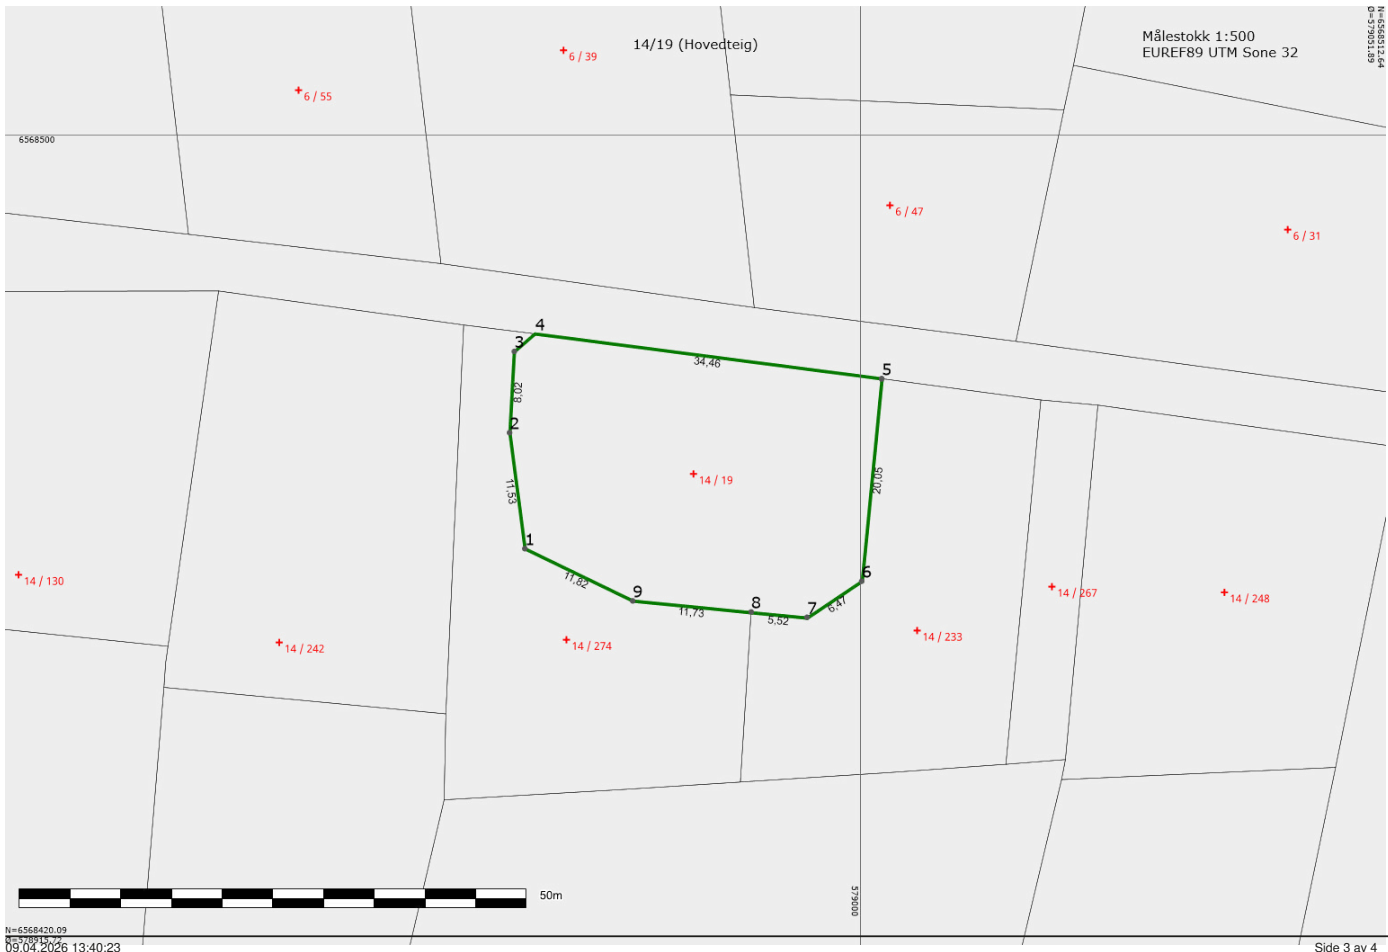 14/19 (Hovedteig)
Målestokk 1:500
EUREF89 UTM Sone 32
N=6568512.64
Ø=579051.89
6 / 39
6 / 55
6568500
6 / 47
6 / 31
4
3
34,46
5
8,02
2
14 / 19
20,05
11,53
1
11,82
6
14 / 130
9
11,73
8
5,52
7
6,47
14 / 267
14 / 248
14 / 242
14 / 274
14 / 233
50m
579000
N=6568420.09
Ø=578915.72
09.04.2026 13:40:23
Side 3 av 4